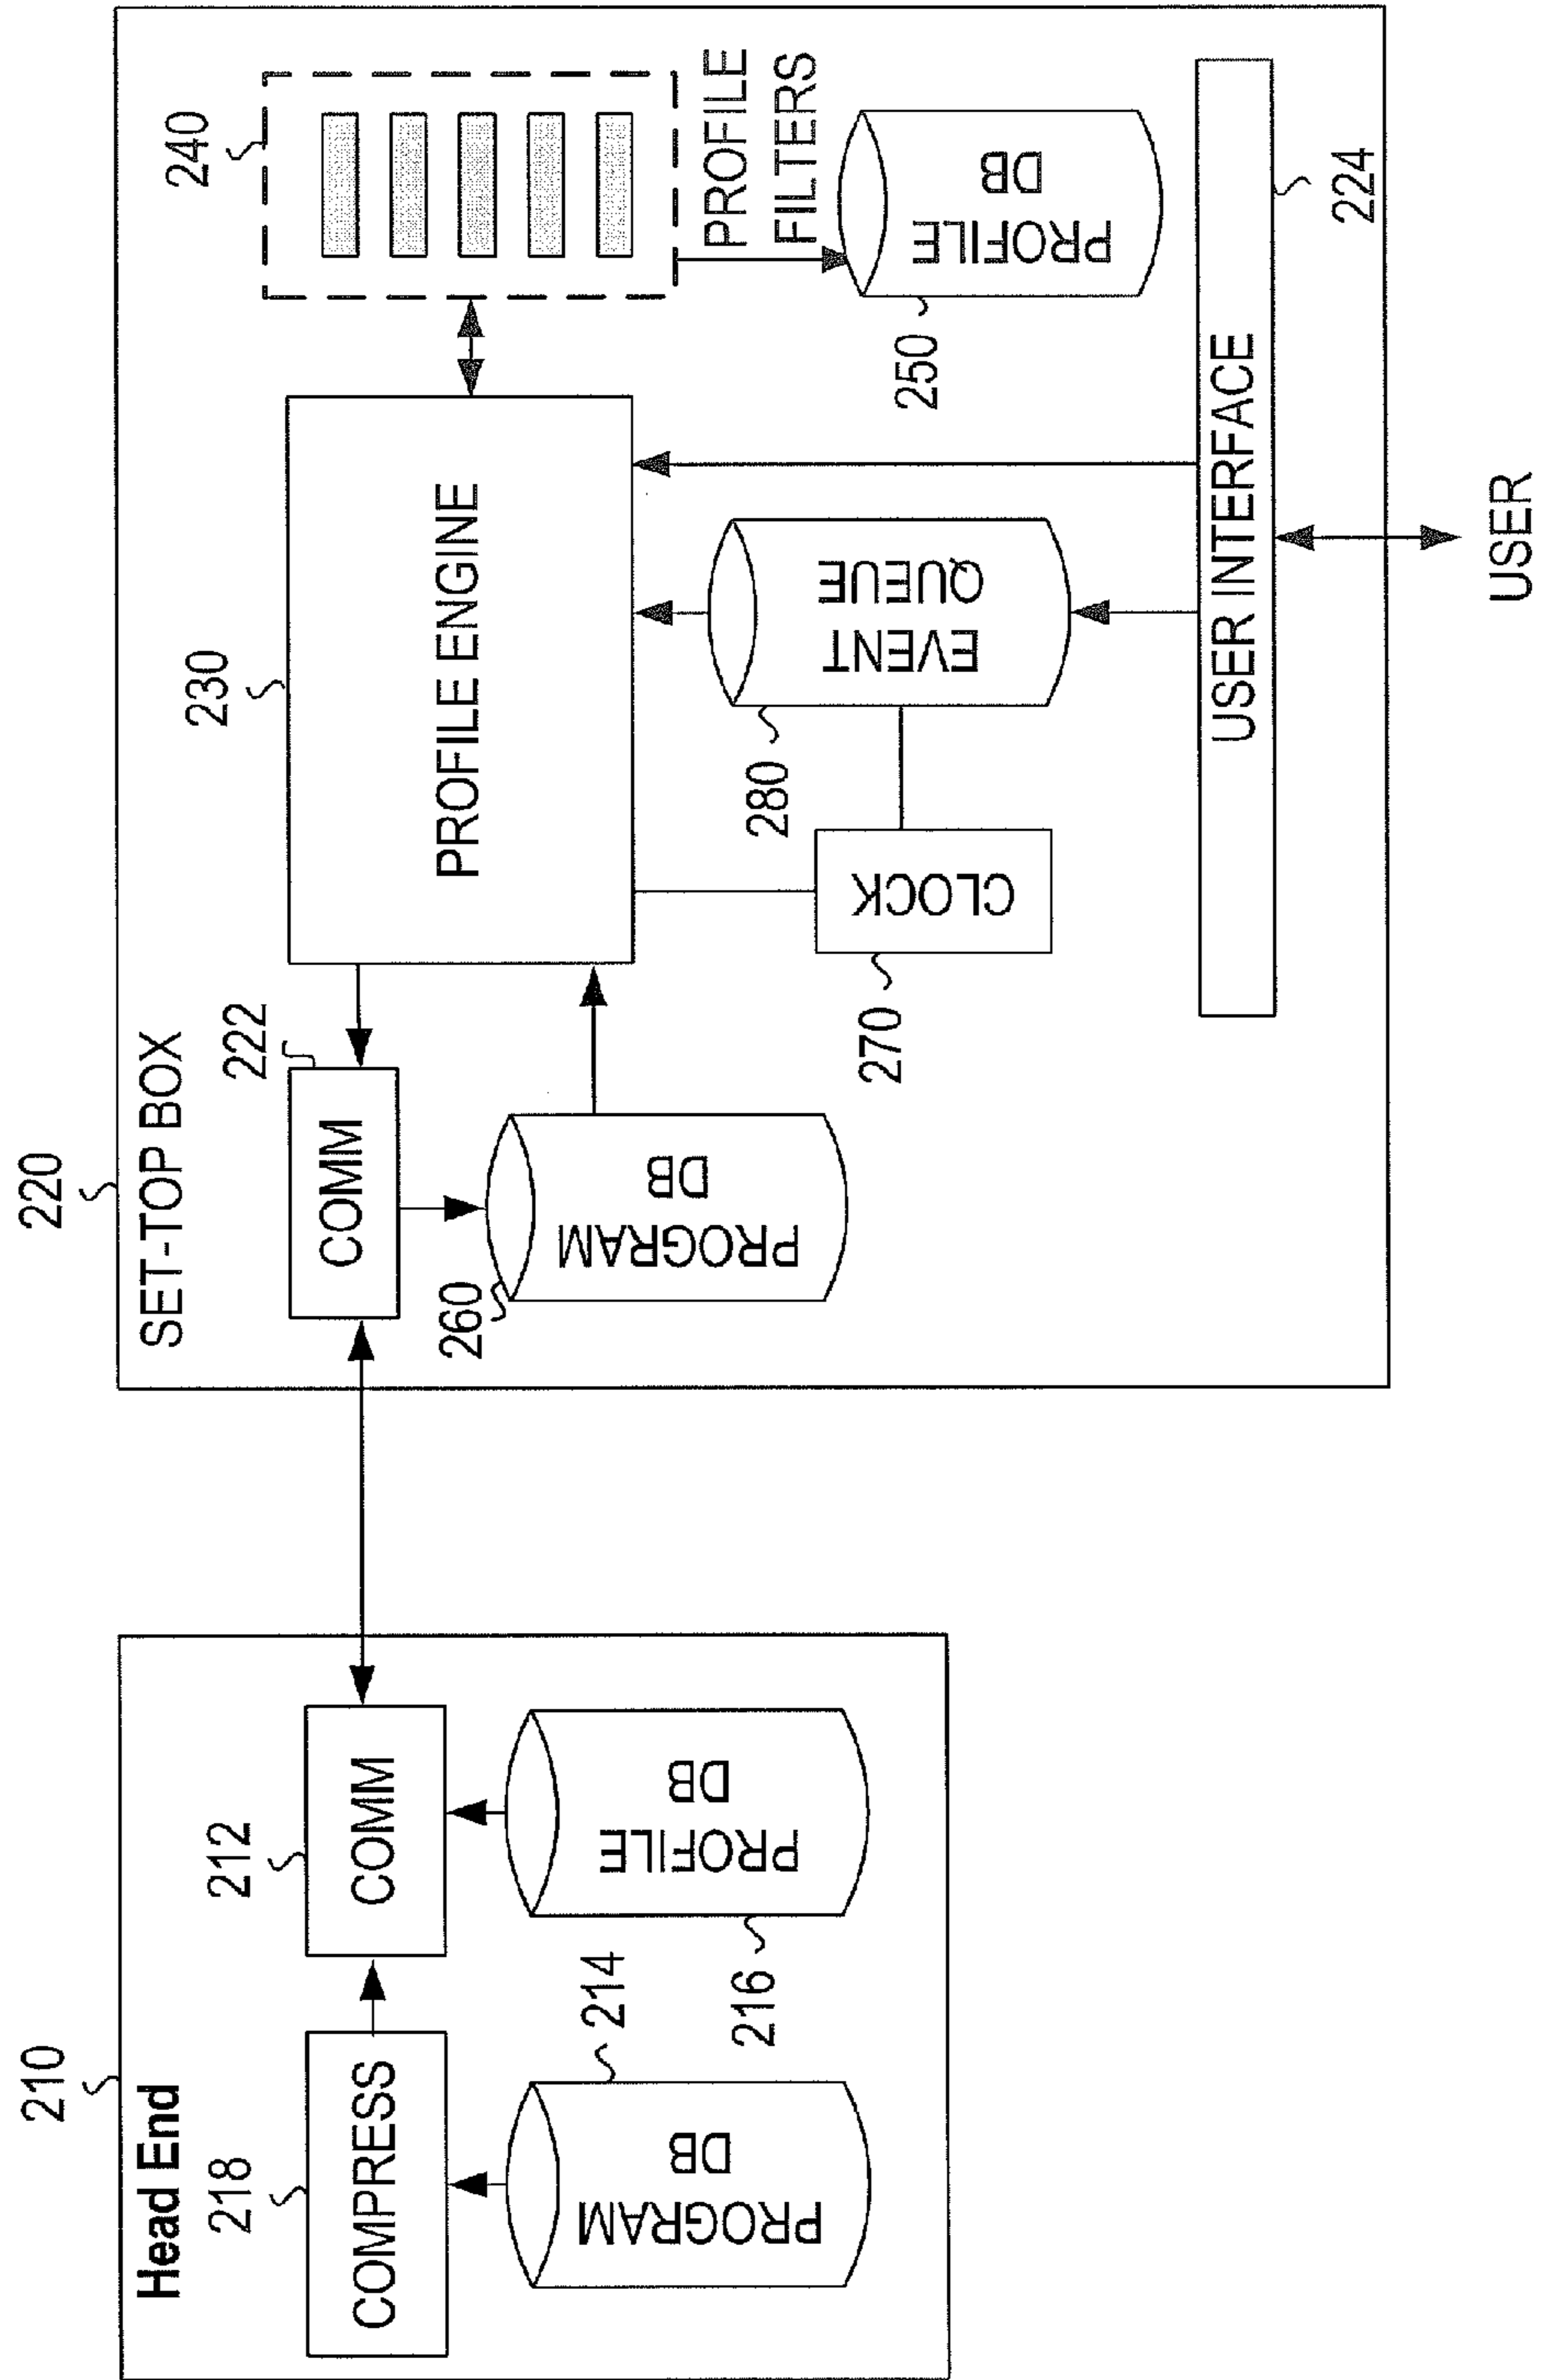 210
Head End
218
COMPRESS
212
COMM
PROGRAM
DB
214
PROFILE
DB
216
220
SET-TOP BOX
222
COMM
260
PROGRAM
DB
230
PROFILE ENGINE
240
PROFILE
FILTERS
250
PROFILE
DB
280
EVENT
QUEUE
270
CLOCK
USER INTERFACE
224
USER